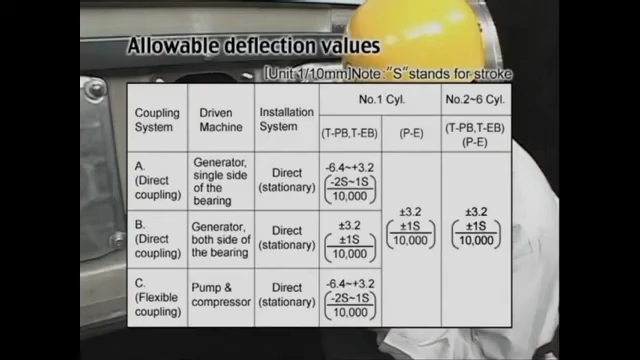 Allowable deflection values
[Unit 1/10mm]Note:"S"stands for stroke
Coupling System
Driven Machine
Installation System
No.1 Cyl.
No.2~6 Cyl.
(T-PB,T-EB)
(P-E)
(T-PB,T-EB)
(P-E)
A.
(Direct coupling)
Generator, single side of the bearing
Direct (stationary)
-6.4~+3.2
(-2S~1S/10,000)
B.
(Direct coupling)
Generator, both side of the bearing
Direct (stationary)
±3.2
(±1S/10,000)
C.
(Flexible coupling)
Pump & compressor
Direct (stationary)
-6.4~+3.2
(-2S~1S/10,000)
±3.2
(±1S/10,000)
±3.2
(±1S/10,000)